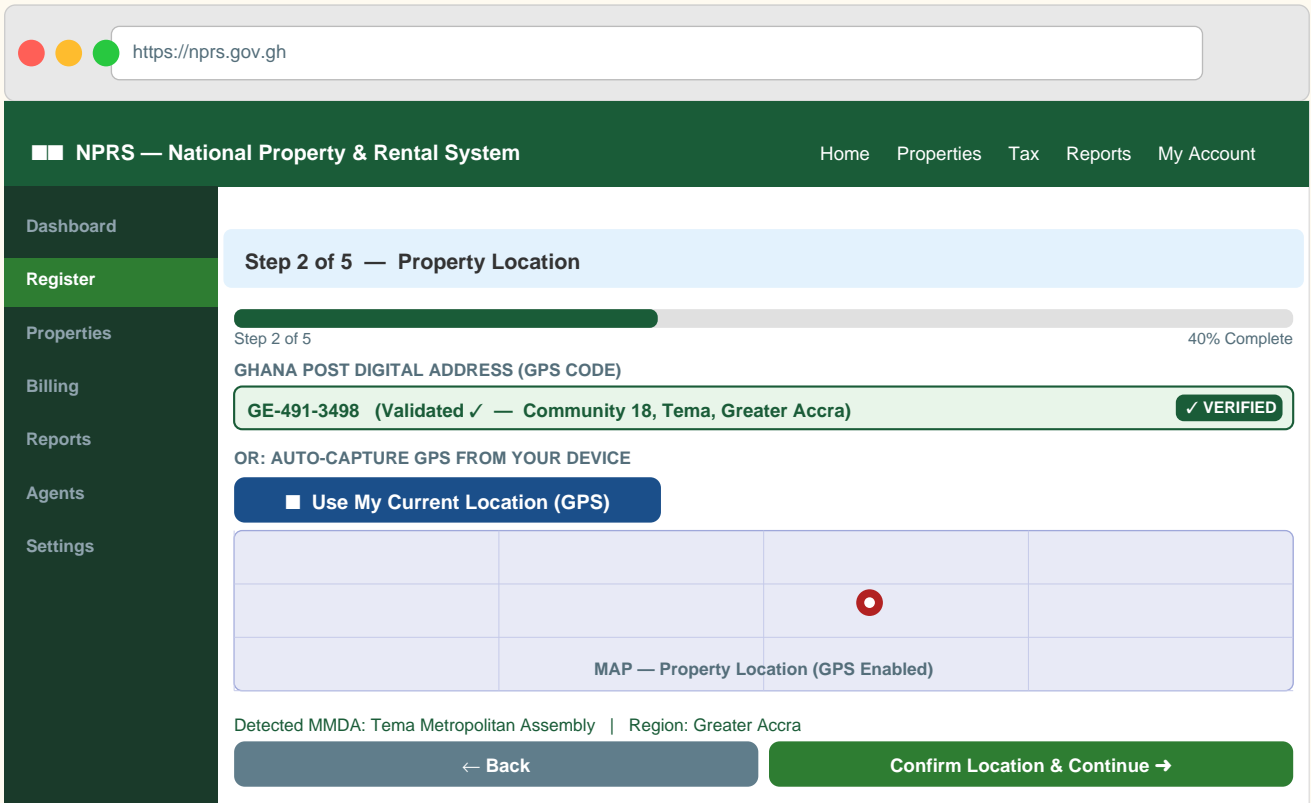 https://nprs.gov.gh
NPRS — National Property & Rental System
Home Properties Tax Reports My Account
Dashboard
Register
Properties
Billing
Reports
Agents
Settings
Step 2 of 5 — Property Location
Step 2 of 5
40% Complete
GHANA POST DIGITAL ADDRESS (GPS CODE)
GE-491-3498 (Validated ✓ — Community 18, Tema, Greater Accra)
✓ VERIFIED
OR: AUTO-CAPTURE GPS FROM YOUR DEVICE
■ Use My Current Location (GPS)
MAP — Property Location (GPS Enabled)
Detected MMDA: Tema Metropolitan Assembly | Region: Greater Accra
← Back
Confirm Location & Continue ➜